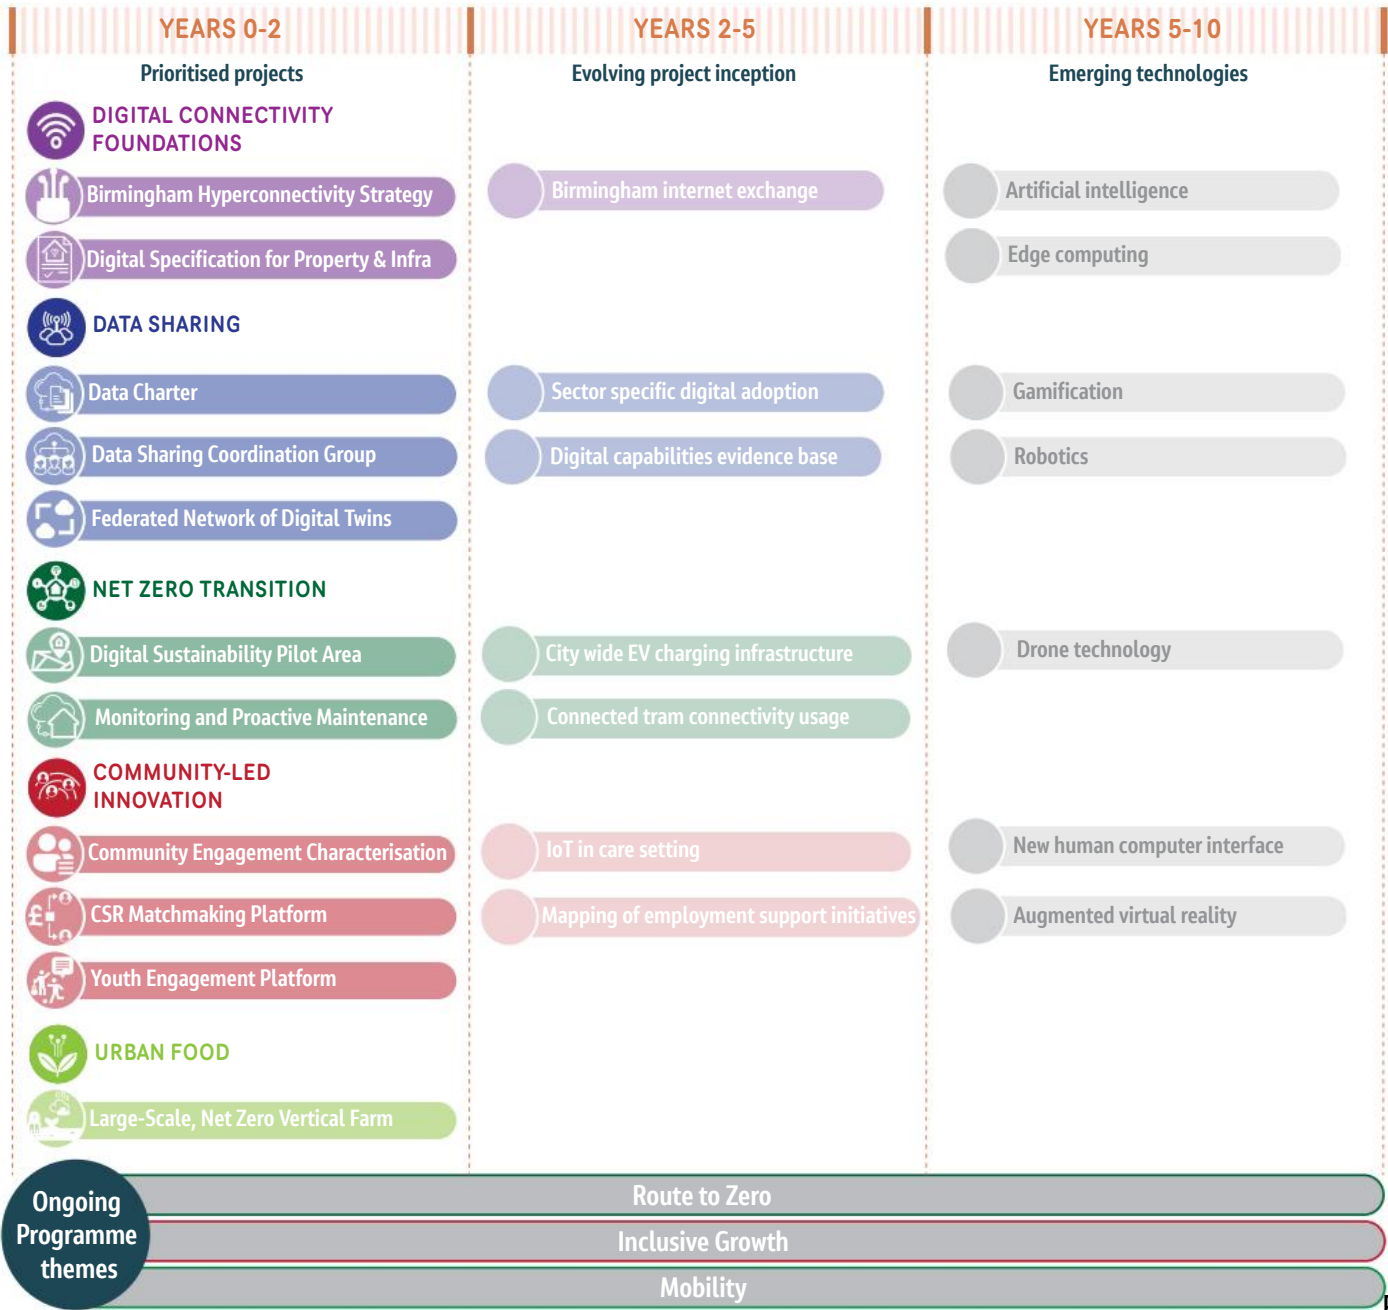 YEARS 0-2
YEARS 2-5
YEARS 5-10
Prioritised projects
Evolving project inception
Emerging technologies
DIGITAL CONNECTIVITY
FOUNDATIONS
Birmingham Hyperconnectivity Strategy
Birmingham internet exchange
Artificial intelligence
Digital Specification for Property & Infra
Edge computing
DATA SHARING
Data Charter
Sector specific digital adoption
Gamification
Data Sharing Coordination Group
Digital capabilities evidence base
Robotics
Federated Network of Digital Twins
NET ZERO TRANSITION
Digital Sustainability Pilot Area
City wide EV charging infrastructure
Drone technology
Monitoring and Proactive Maintenance
Connected tram connectivity usage
COMMUNITY-LED
INNOVATION
Community Engagement Characterisation
IoT in care setting
New human computer interface
£
CSR Matchmaking Platform
Mapping of employment support initiatives
Augmented virtual reality
Youth Engagement Platform
URBAN FOOD
Large-Scale, Net Zero Vertical Farm
Ongoing
Programme
themes
Route to Zero
Inclusive Growth
Mobility